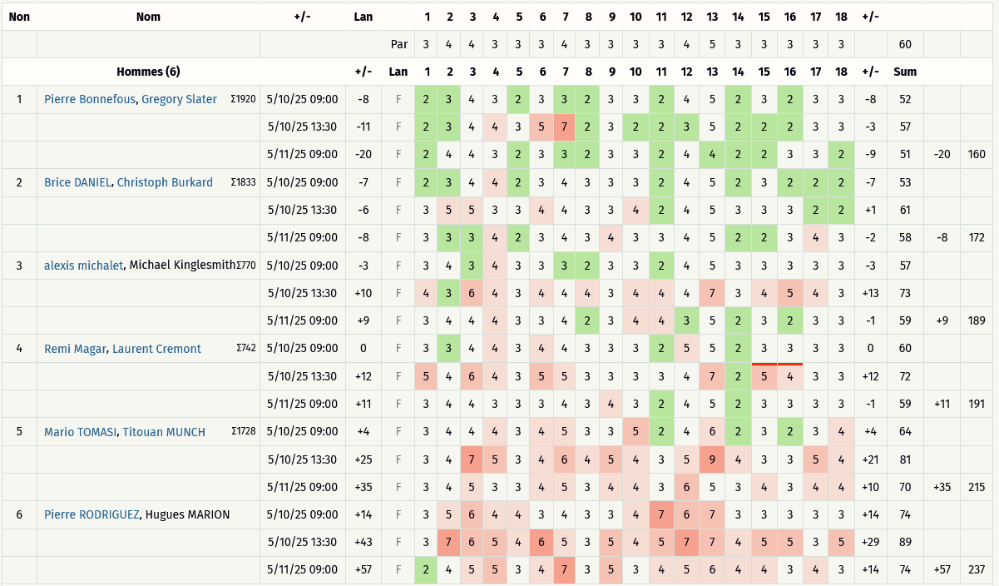 Non Nom +/- Lan 1 2 3 4 5 6 7 8 9 10 11 12 13 14 15 16 17 18 +/-
Par 3 4 4 3 3 3 4 3 3 3 3 4 5 3 3 3 3 3 60
Hommes (6) +/- Lan 1 2 3 4 5 6 7 8 9 10 11 12 13 14 15 16 17 18 +/- Sum
1 Pierre Bonnefous, Gregory Slater Σ1920 5/10/25 09:00 -8 F 2 3 4 3 2 3 3 2 3 3 2 4 5 2 3 2 3 3 -8 52
5/10/25 13:30 -11 F 2 3 4 4 3 5 7 2 3 2 2 3 5 2 2 2 3 3 -3 57
5/11/25 09:00 -20 F 2 4 4 3 2 3 3 2 3 3 2 4 4 2 2 3 3 2 -9 51 -20 160
2 Brice DANIEL, Christoph Burkard Σ1833 5/10/25 09:00 -7 F 2 3 4 4 2 3 4 3 3 3 2 4 5 2 3 2 2 2 -7 53
5/10/25 13:30 -6 F 3 5 5 3 3 4 4 3 3 4 2 4 5 3 3 3 2 2 +1 61
5/11/25 09:00 -8 F 3 3 3 4 2 3 4 3 4 3 3 4 5 2 2 3 4 3 -2 58 -8 172
3 alexis michalet, Michael Kinglesmith Σ770 5/10/25 09:00 -3 F 3 4 3 4 3 3 3 2 3 3 2 4 5 3 3 3 3 3 -3 57
5/10/25 13:30 +10 F 4 3 6 4 3 4 4 4 3 4 4 4 7 3 4 5 4 3 +13 73
5/11/25 09:00 +9 F 3 4 4 4 3 3 4 2 3 4 4 3 5 2 3 2 3 3 -1 59 +9 189
4 Remi Magar, Laurent Cremont Σ742 5/10/25 09:00 0 F 3 3 4 4 3 4 4 3 3 3 2 5 5 2 3 3 3 3 0 60
5/10/25 13:30 +12 F 5 4 6 4 3 5 5 3 3 3 3 4 7 2 5 4 3 3 +12 72
5/11/25 09:00 +11 F 3 4 4 3 3 3 4 3 4 3 2 4 5 2 3 3 3 3 -1 59 +11 191
5 Mario TOMASI, Titouan MUNCH Σ1728 5/10/25 09:00 +4 F 3 4 4 4 3 4 5 3 3 5 2 4 6 2 3 2 3 4 +4 64
5/10/25 13:30 +25 F 3 4 7 5 3 4 6 4 5 4 3 5 9 4 3 3 5 4 +21 81
5/11/25 09:00 +35 F 3 4 5 3 3 4 5 3 4 4 3 6 5 3 4 3 4 4 +10 70 +35 215
6 Pierre RODRIGUEZ, Hugues MARION 5/10/25 09:00 +14 F 3 5 6 4 4 3 4 3 3 4 7 6 7 3 3 3 3 3 +14 74
5/10/25 13:30 +43 F 3 7 6 5 4 6 5 3 5 4 5 7 7 4 5 5 3 5 +29 89
5/11/25 09:00 +57 F 2 4 5 5 3 4 7 3 5 3 4 5 6 4 4 3 4 3 +14 74 +57 237